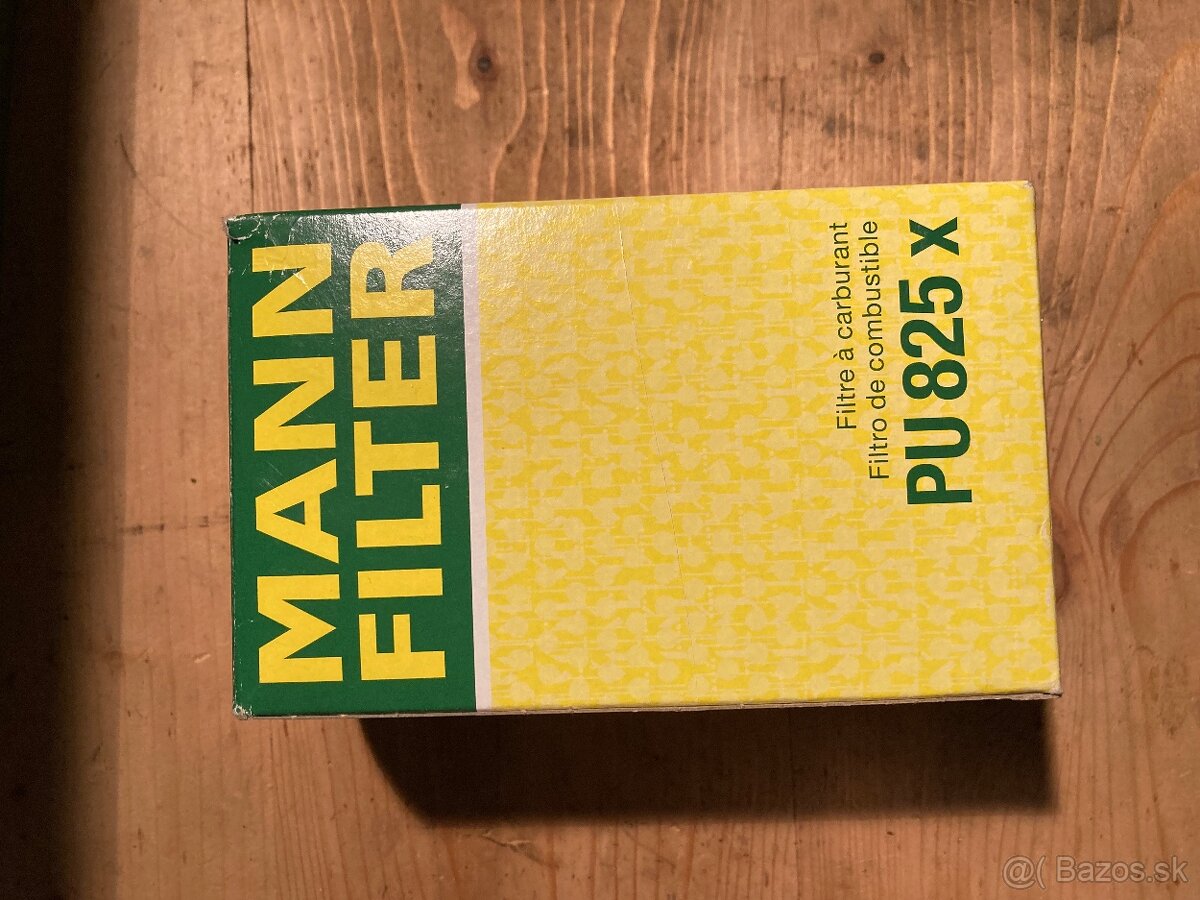 MANN
FILTER
Filtre à carburant
Filtro de combustible
PU 825 x
@( Bazos.sk